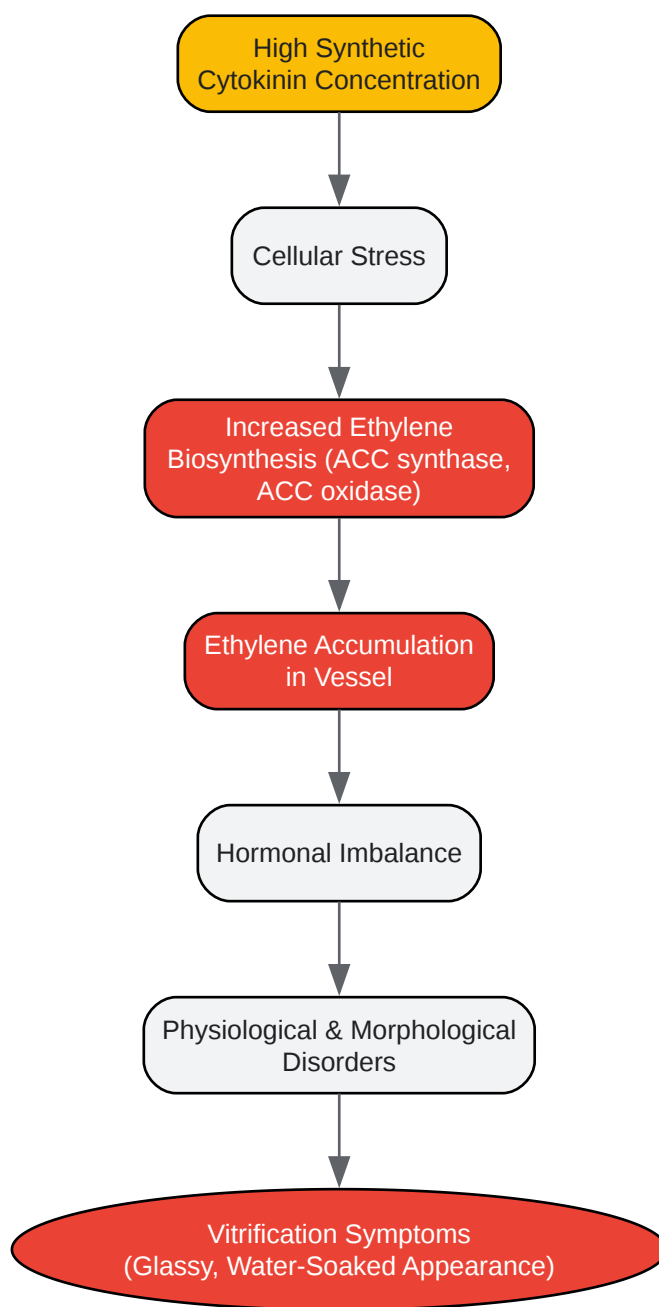 High Synthetic
Cytokinin Concentration
Cellular Stress
Increased Ethylene
Biosynthesis (ACC synthase,
ACC oxidase)
Ethylene Accumulation
in Vessel
Hormonal Imbalance
Physiological & Morphological
Disorders
Vitrification Symptoms
(Glassy, Water-Soaked Appearance)